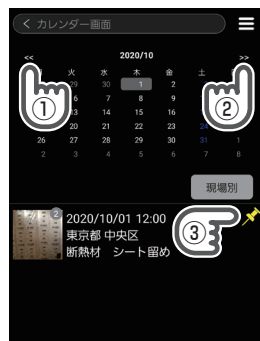 < カレンダー画面
<< 2020/10 >>
火 水 木 金 土
29 30 1 2
6 7 8 9
13 14 15 16
20 21 22 23 24
26 27 28 29 30 31 1
2 3 4 5 6 7 8
① ②
現場別
2
2020/10/01 12:00
東京都 中央区
断熱材 シート留め
③